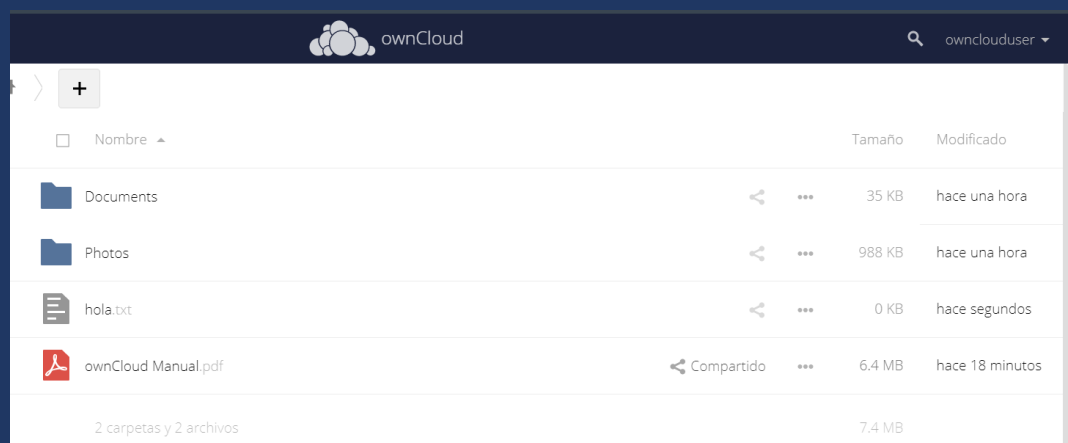 ownCloud ownclouduser
+
Nombre Tamaño Modificado
Documents 35 KB hace una hora
Photos 988 KB hace una hora
hola.txt 0 KB hace segundos
ownCloud Manual.pdf Compartido 6.4 MB hace 18 minutos
2 carpetas y 2 archivos 7.4 MB